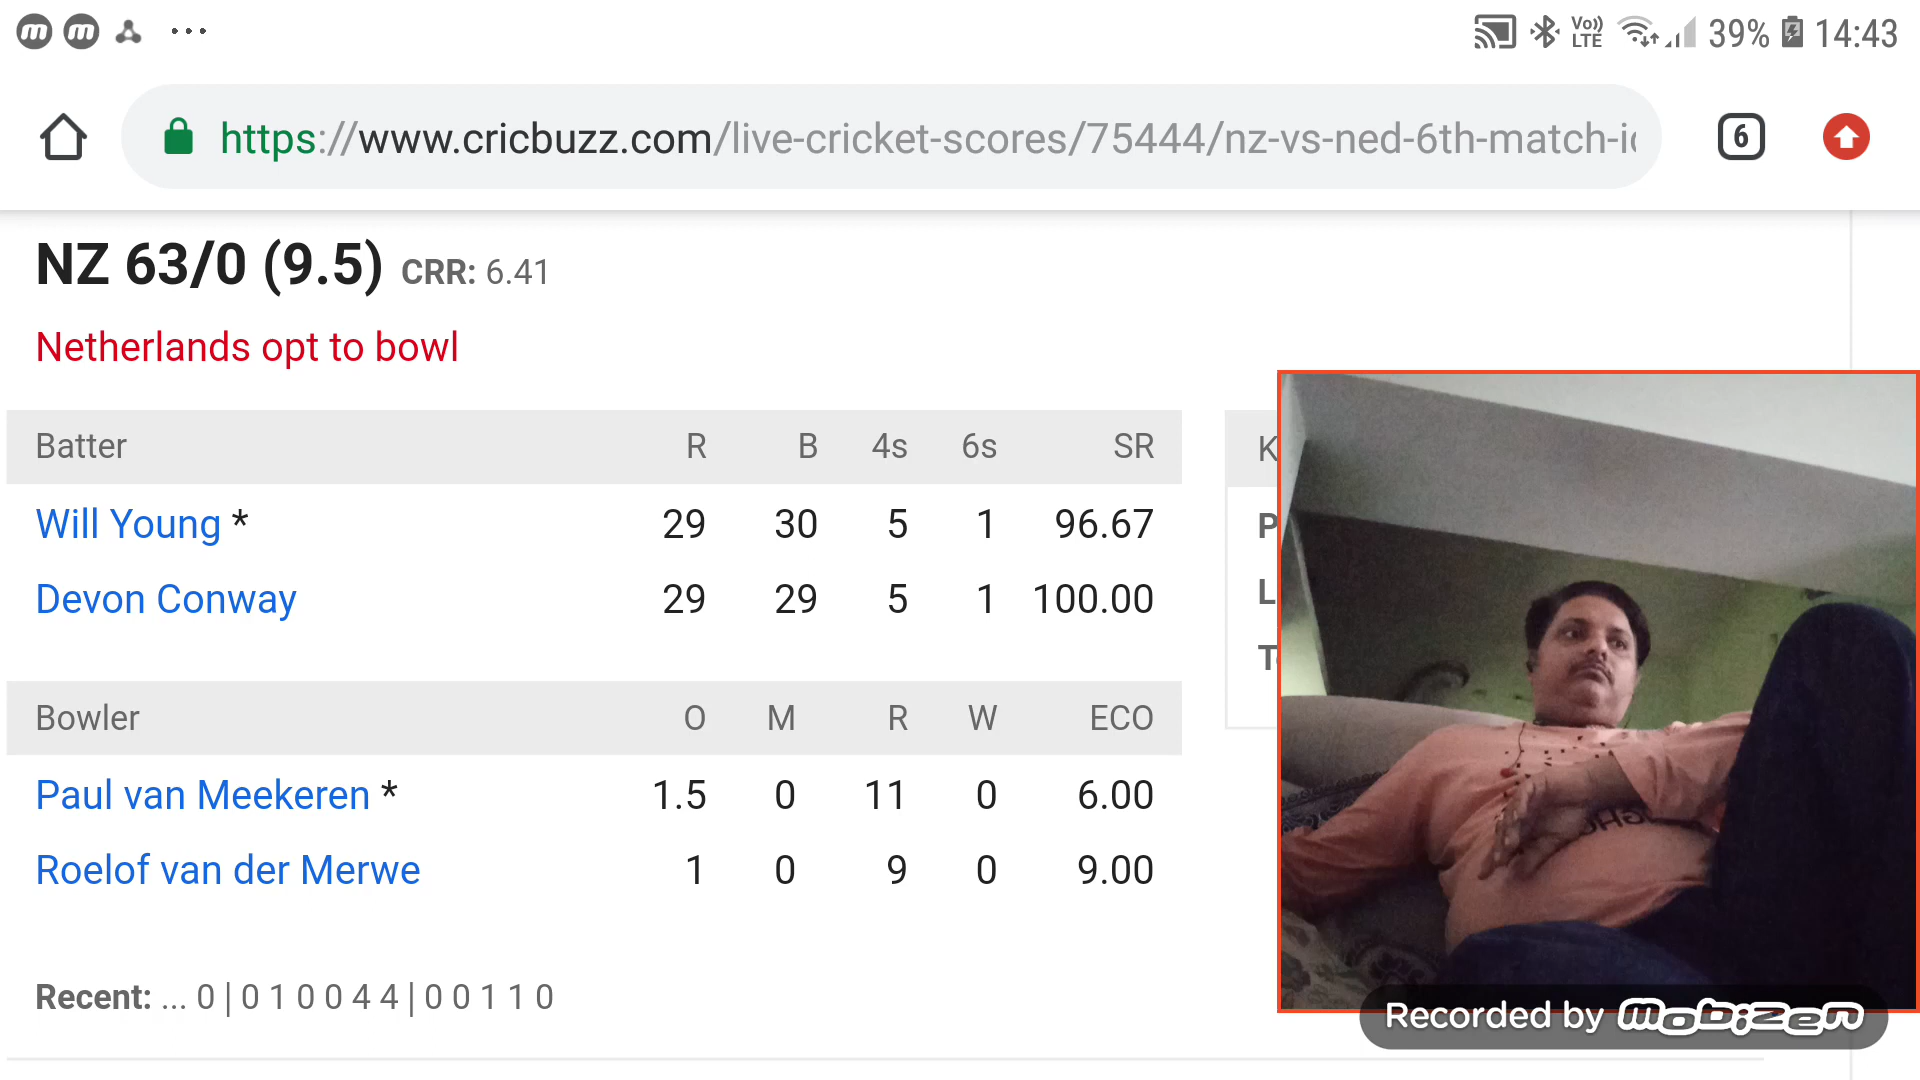 39% 14:43
https://www.cricbuzz.com/live-cricket-scores/75444/nz-vs-ned-6th-match-ic
6
NZ 63/0 (9.5) CRR: 6.41
Netherlands opt to bowl
Batter R B 4s 6s SR
Will Young * 29 30 5 1 96.67
Devon Conway 29 29 5 1 100.00
Bowler O M R W ECO
Paul van Meekeren * 1.5 0 11 0 6.00
Roelof van der Merwe 1 0 9 0 9.00
Recent: ... 0 | 0 1 0 0 4 4 | 0 0 1 1 0
K
P
L
Vo)) LTE
Recorded by mobizen